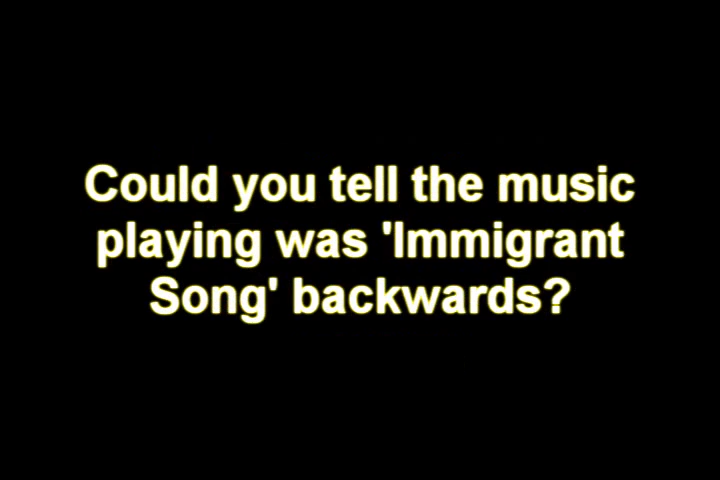 Could you tell the music
playing was 'Immigrant
Song' backwards?